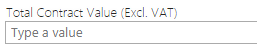 Total Contract Value (Excl. VAT)
Type a value